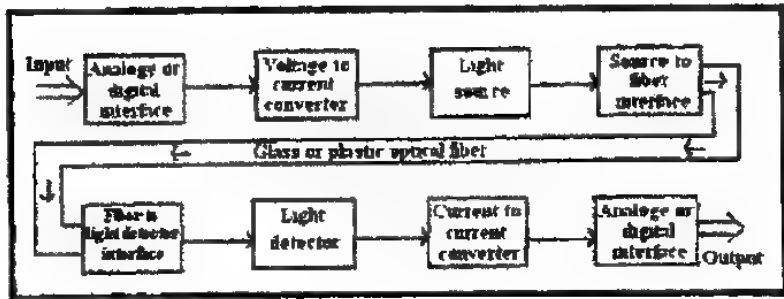 Input
Analoge or
digital
interface
Voltage to
current
converter
Light
source
Source to
fiber
interface
Glass or plastic optical fiber
Fiber to
light detector
interface
Light
detector
Current to
current
converter
Analoge or
digital
interface
Output